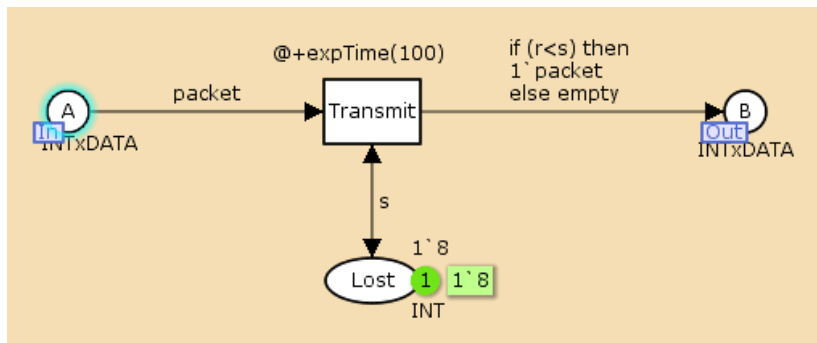 @+expTime(100)
if (r<s) then
1`packet
else empty
packet
A
Transmit
B
In
Out
INTxDATA
INTxDATA
s
1`8
Lost
1
1`8
INT